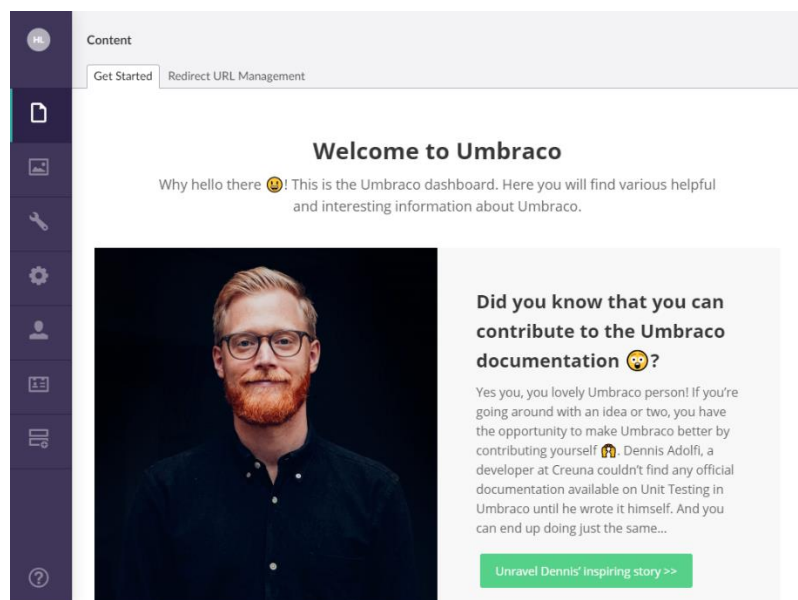 HL
Content
Get Started
Redirect URL Management
Welcome to Umbraco
Why hello there 😃! This is the Umbraco dashboard. Here you will find various helpful
and interesting information about Umbraco.
Did you know that you can
contribute to the Umbraco
documentation 😲?
Yes you, you lovely Umbraco person! If you're
going around with an idea or two, you have
the opportunity to make Umbraco better by
contributing yourself 🙌. Dennis Adolfi, a
developer at Creuna couldn't find any official
documentation available on Unit Testing in
Umbraco until he wrote it himself. And you
can end up doing just the same...
Unravel Dennis' inspiring story >>
?